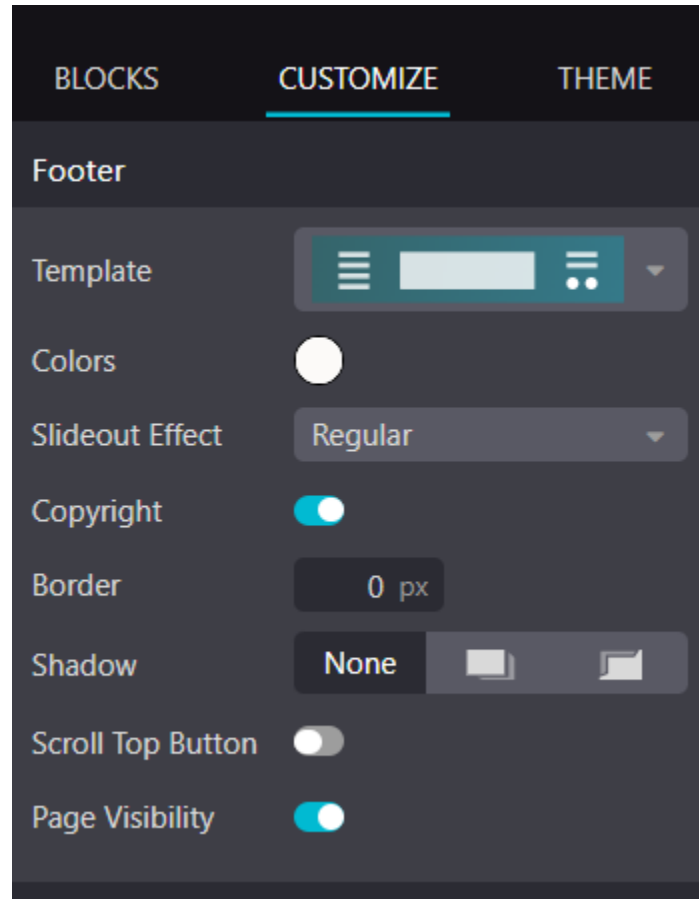 BLOCKS CUSTOMIZE THEME
Footer
Template
Colors
Slideout Effect Regular
Copyright
Border 0 px
Shadow None
Scroll Top Button
Page Visibility